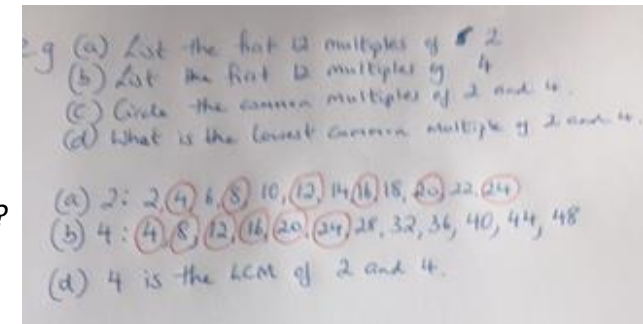 eg (a) List the first 12 multiples of 2
(b) List the first 12 multiples of 4
(c) Circle the common multiples of 2 and 4.
(d) What is the lowest common multiple of 2 and 4.
?
(a) 2: 2, 4, 6, 8, 10, 12, 14, 16, 18, 20, 22, 24
(b) 4: 4, 8, 12, 16, 20, 24, 28, 32, 36, 40, 44, 48
(d) 4 is the LCM of 2 and 4.